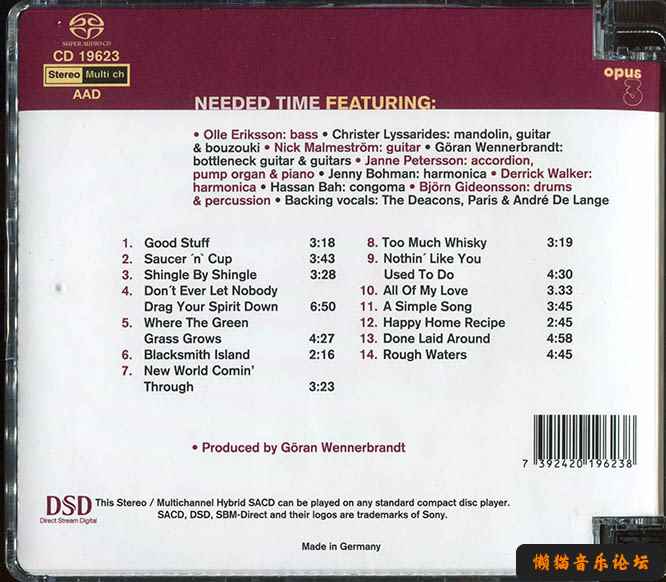 SUPER AUDIO CD
CD 19623
Stereo Multi ch
AAD
opus
3
NEEDED TIME FEATURING:
• Olle Eriksson: bass • Christer Lyssarides: mandolin, guitar
& bouzouki • Nick Malmeström: guitar • Göran Wennerbrandt:
bottleneck guitar & guitars • Janne Petersson: accordion,
pump organ & piano • Jenny Bohman: harmonica • Derrick Walker:
harmonica • Hassan Bah: congoma • Björn Gideonsson: drums
& percussion • Backing vocals: The Deacons, Paris & André De Lange
1. Good Stuff 3:18
2. Saucer ´n` Cup 3:43
3. Shingle By Shingle 3:28
4. Don´t Ever Let Nobody
Drag Your Spirit Down 6:50
5. Where The Green
Grass Grows 4:27
6. Blacksmith Island 2:16
7. New World Comin’
Through 3:23
8. Too Much Whisky 3:19
9. Nothin´ Like You
Used To Do 4:30
10. All Of My Love 3.33
11. A Simple Song 3:45
12. Happy Home Recipe 2:45
13. Done Laid Around 4:58
14. Rough Waters 4:45
• Produced by Göran Wennerbrandt
7 392420 196238
DSD
Direct Stream Digital
This Stereo / Multichannel Hybrid SACD can be played on any standard compact disc player.
SACD, DSD, SBM-Direct and their logos are trademarks of Sony.
Made in Germany
懒猫音乐论坛